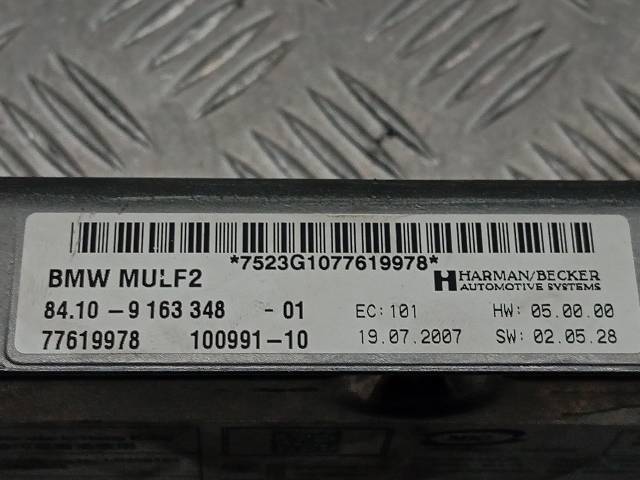 *7523G1077619978*
BMW MULF2
HARMAN/BECKER
AUTOMOTIVE SYSTEMS
84.10 - 9 163 348 - 01 EC: 101 HW: 05.00.00
77619978 100991-10 19.07.2007 SW: 02.05.28